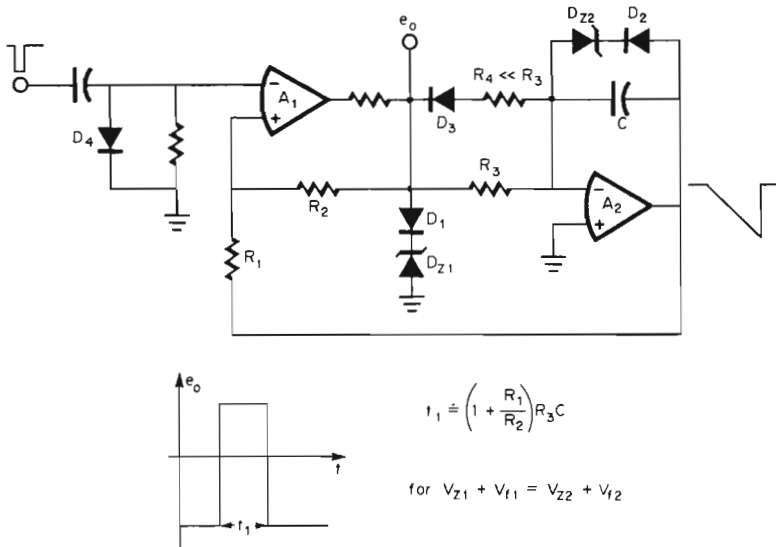 e₀
D_Z2 D₂
R₄ << R₃
− A₁ +
D₃
C
D₄
R₃
R₂
− A₂ +
D₁
R₁
D_Z1
e₀
t₁ ≐ (1 + R₁/R₂) R₃C
t
for V_Z1 + V_f1 = V_Z2 + V_f2
t₁